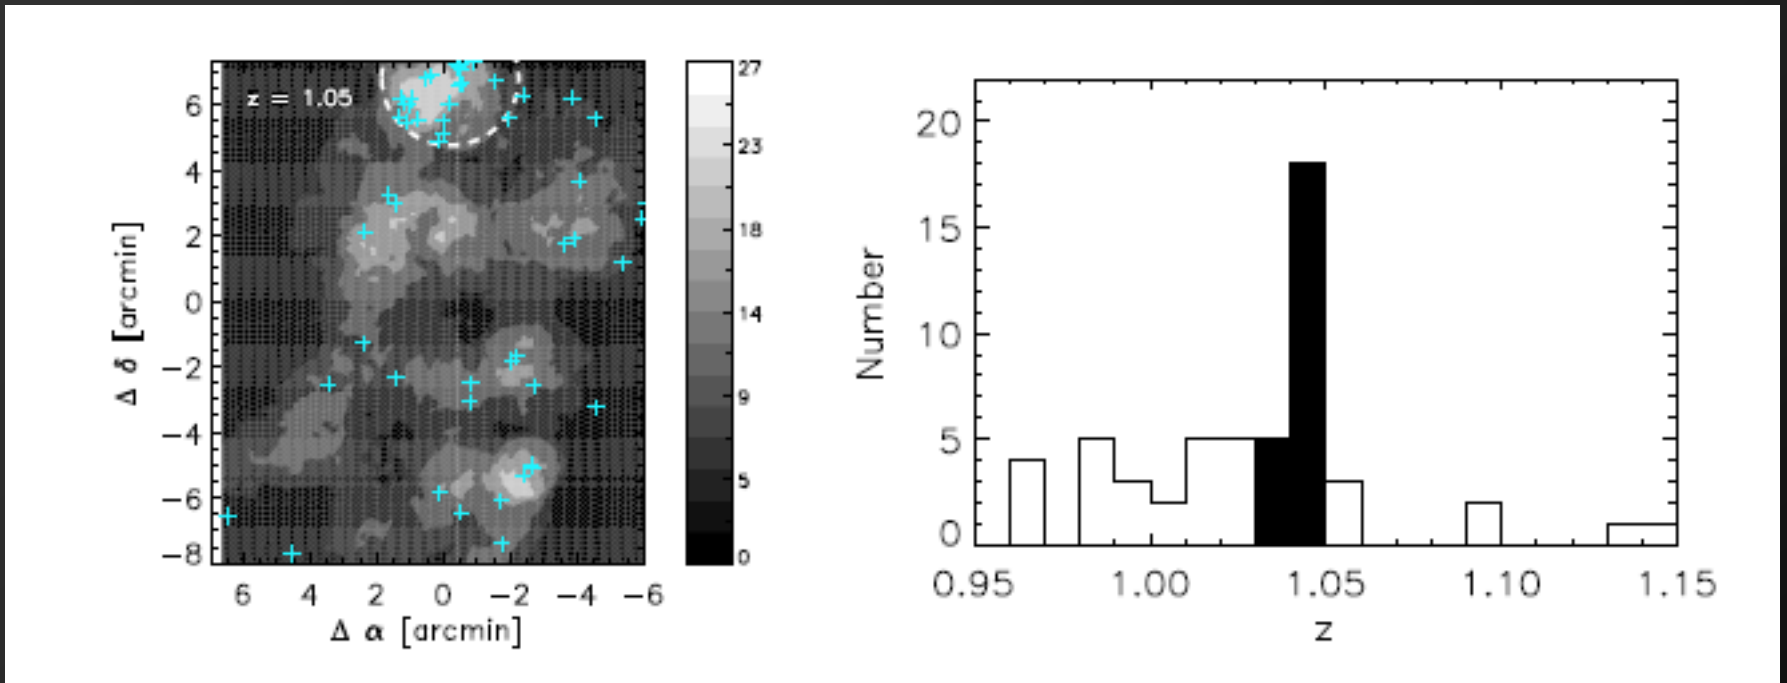 z = 1.05
6
4
2
0
−2
−4
−6
−8
Δ δ [arcmin]
6 4 2 0 −2 −4 −6
Δ α [arcmin]
27
23
18
14
9
5
0
20
15
10
5
0
Number
0.95 1.00 1.05 1.10 1.15
z